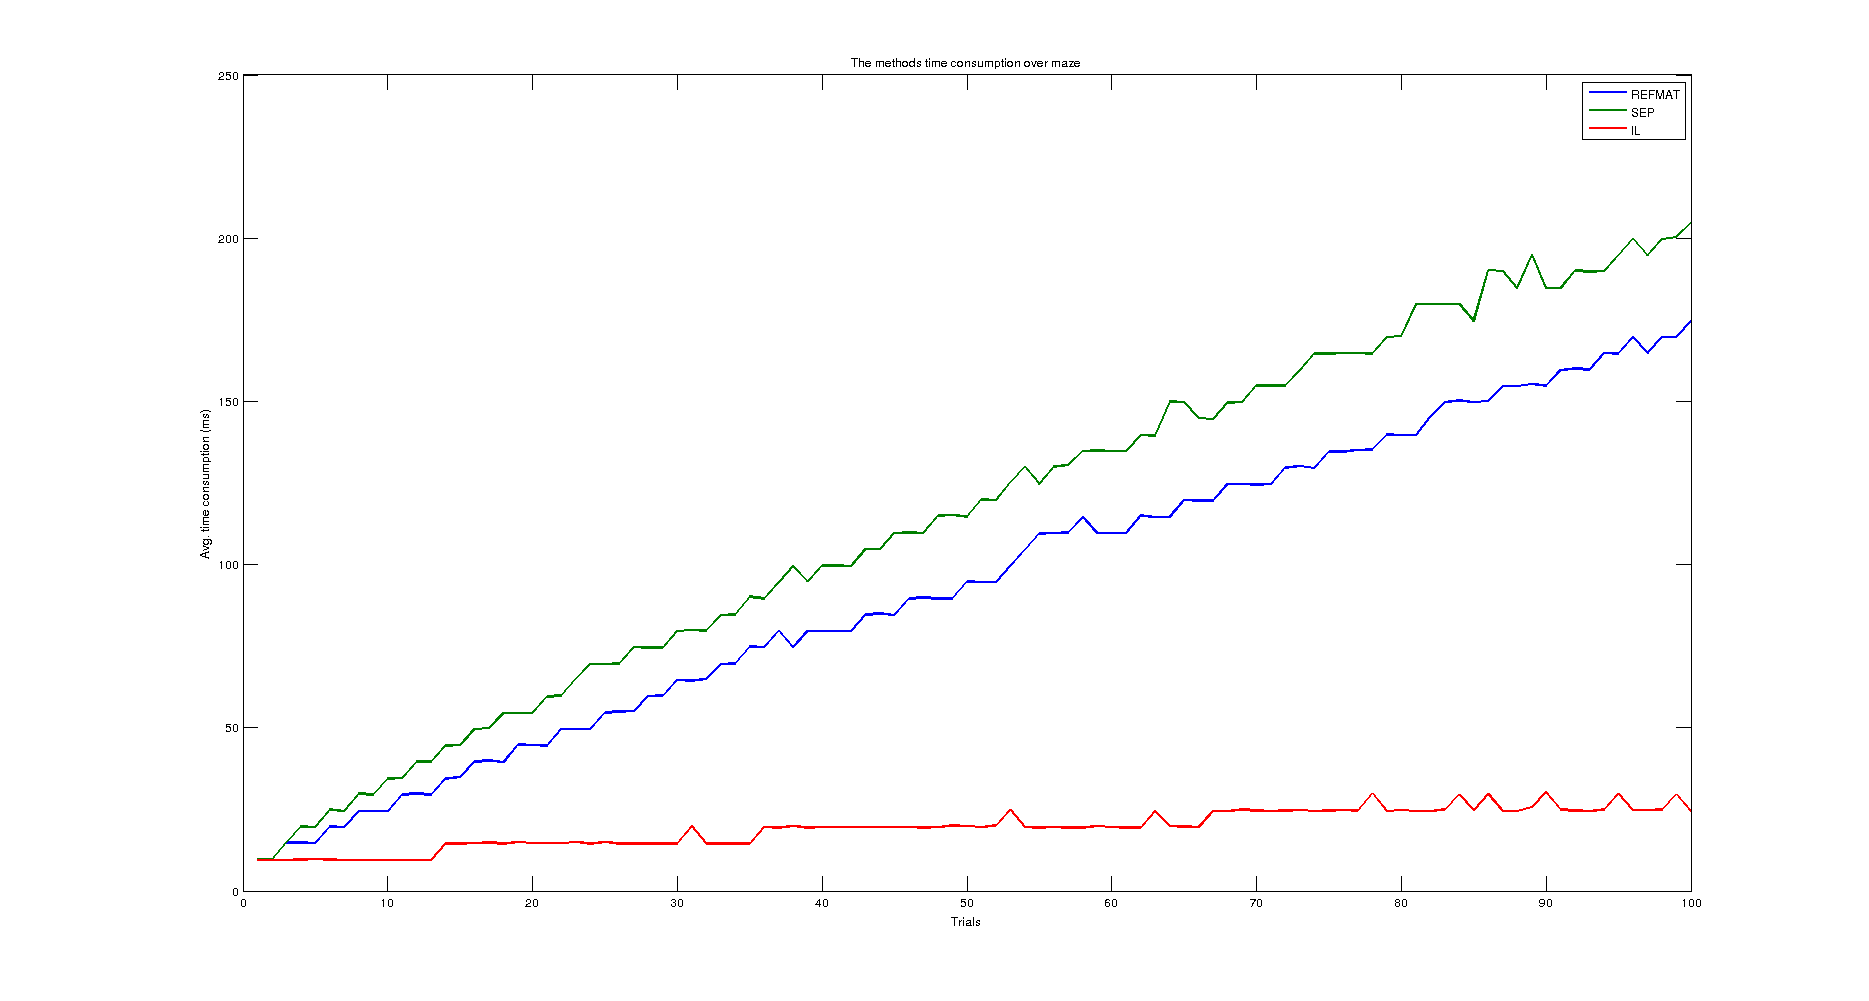 The methods time consumption over maze
250
200
150
100
50
0
Avg. time consumption (ms)
REFMAT
SEP
IL
0 10 20 30 40 50 60 70 80 90 100
Trials